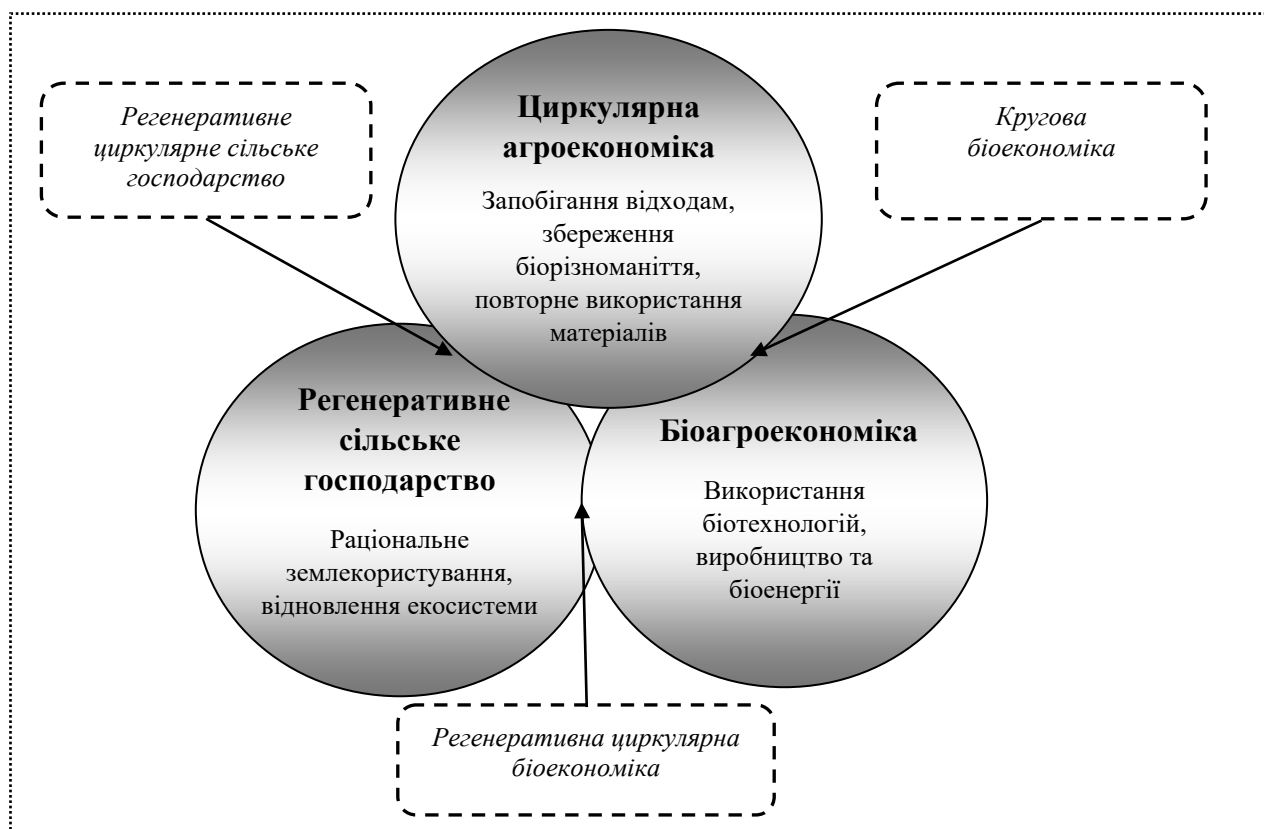 Регенеративне
циркулярне сільське
господарство
Циркулярна
агроекономіка
Запобігання відходам,
збереження
біорізноманіття,
повторне використання
матеріалів
Кругова
біоекономіка
Регенеративне
сільське
господарство
Раціональне
землекористування,
відновлення екосистеми
Біоагроекономіка
Використання
біотехнологій,
виробництво та
біоенергії
Регенеративна циркулярна
біоекономіка